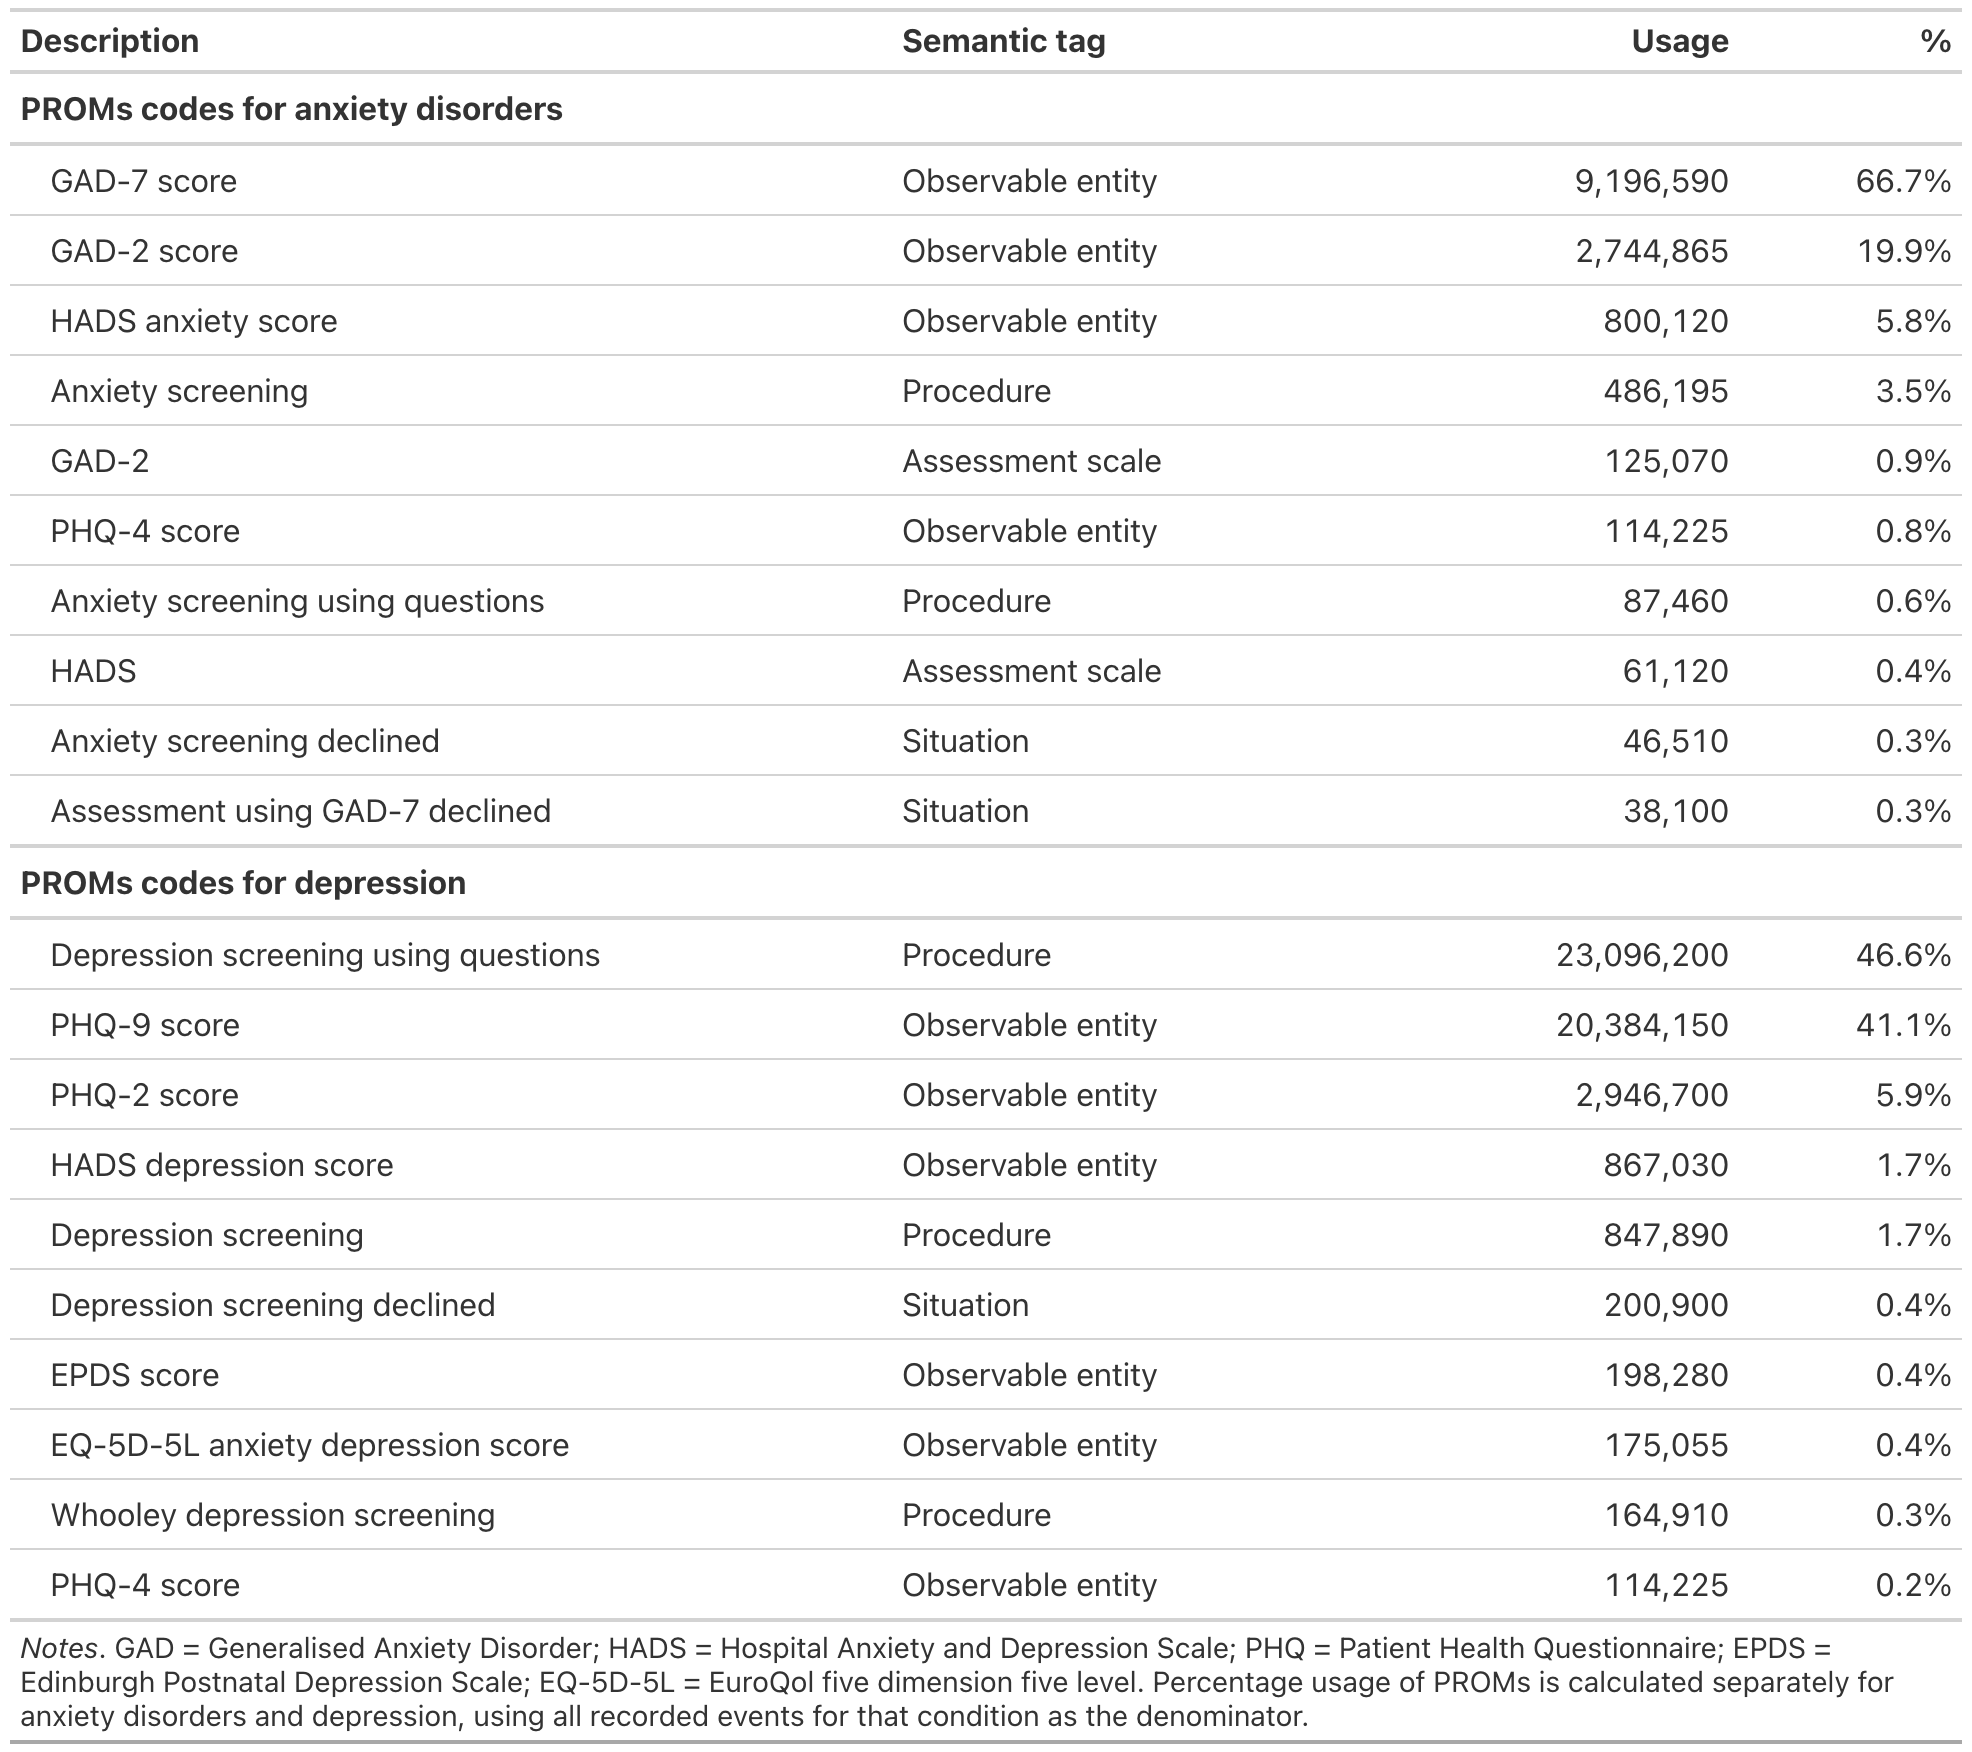 Description Semantic tag Usage %
PROMs codes for anxiety disorders
GAD-7 score Observable entity 9,196,590 66.7%
GAD-2 score Observable entity 2,744,865 19.9%
HADS anxiety score Observable entity 800,120 5.8%
Anxiety screening Procedure 486,195 3.5%
GAD-2 Assessment scale 125,070 0.9%
PHQ-4 score Observable entity 114,225 0.8%
Anxiety screening using questions Procedure 87,460 0.6%
HADS Assessment scale 61,120 0.4%
Anxiety screening declined Situation 46,510 0.3%
Assessment using GAD-7 declined Situation 38,100 0.3%
PROMs codes for depression
Depression screening using questions Procedure 23,096,200 46.6%
PHQ-9 score Observable entity 20,384,150 41.1%
PHQ-2 score Observable entity 2,946,700 5.9%
HADS depression score Observable entity 867,030 1.7%
Depression screening Procedure 847,890 1.7%
Depression screening declined Situation 200,900 0.4%
EPDS score Observable entity 198,280 0.4%
EQ-5D-5L anxiety depression score Observable entity 175,055 0.4%
Whooley depression screening Procedure 164,910 0.3%
PHQ-4 score Observable entity 114,225 0.2%
Notes. GAD = Generalised Anxiety Disorder; HADS = Hospital Anxiety and Depression Scale; PHQ = Patient Health Questionnaire; EPDS =
Edinburgh Postnatal Depression Scale; EQ-5D-5L = EuroQol five dimension five level. Percentage usage of PROMs is calculated separately for
anxiety disorders and depression, using all recorded events for that condition as the denominator.